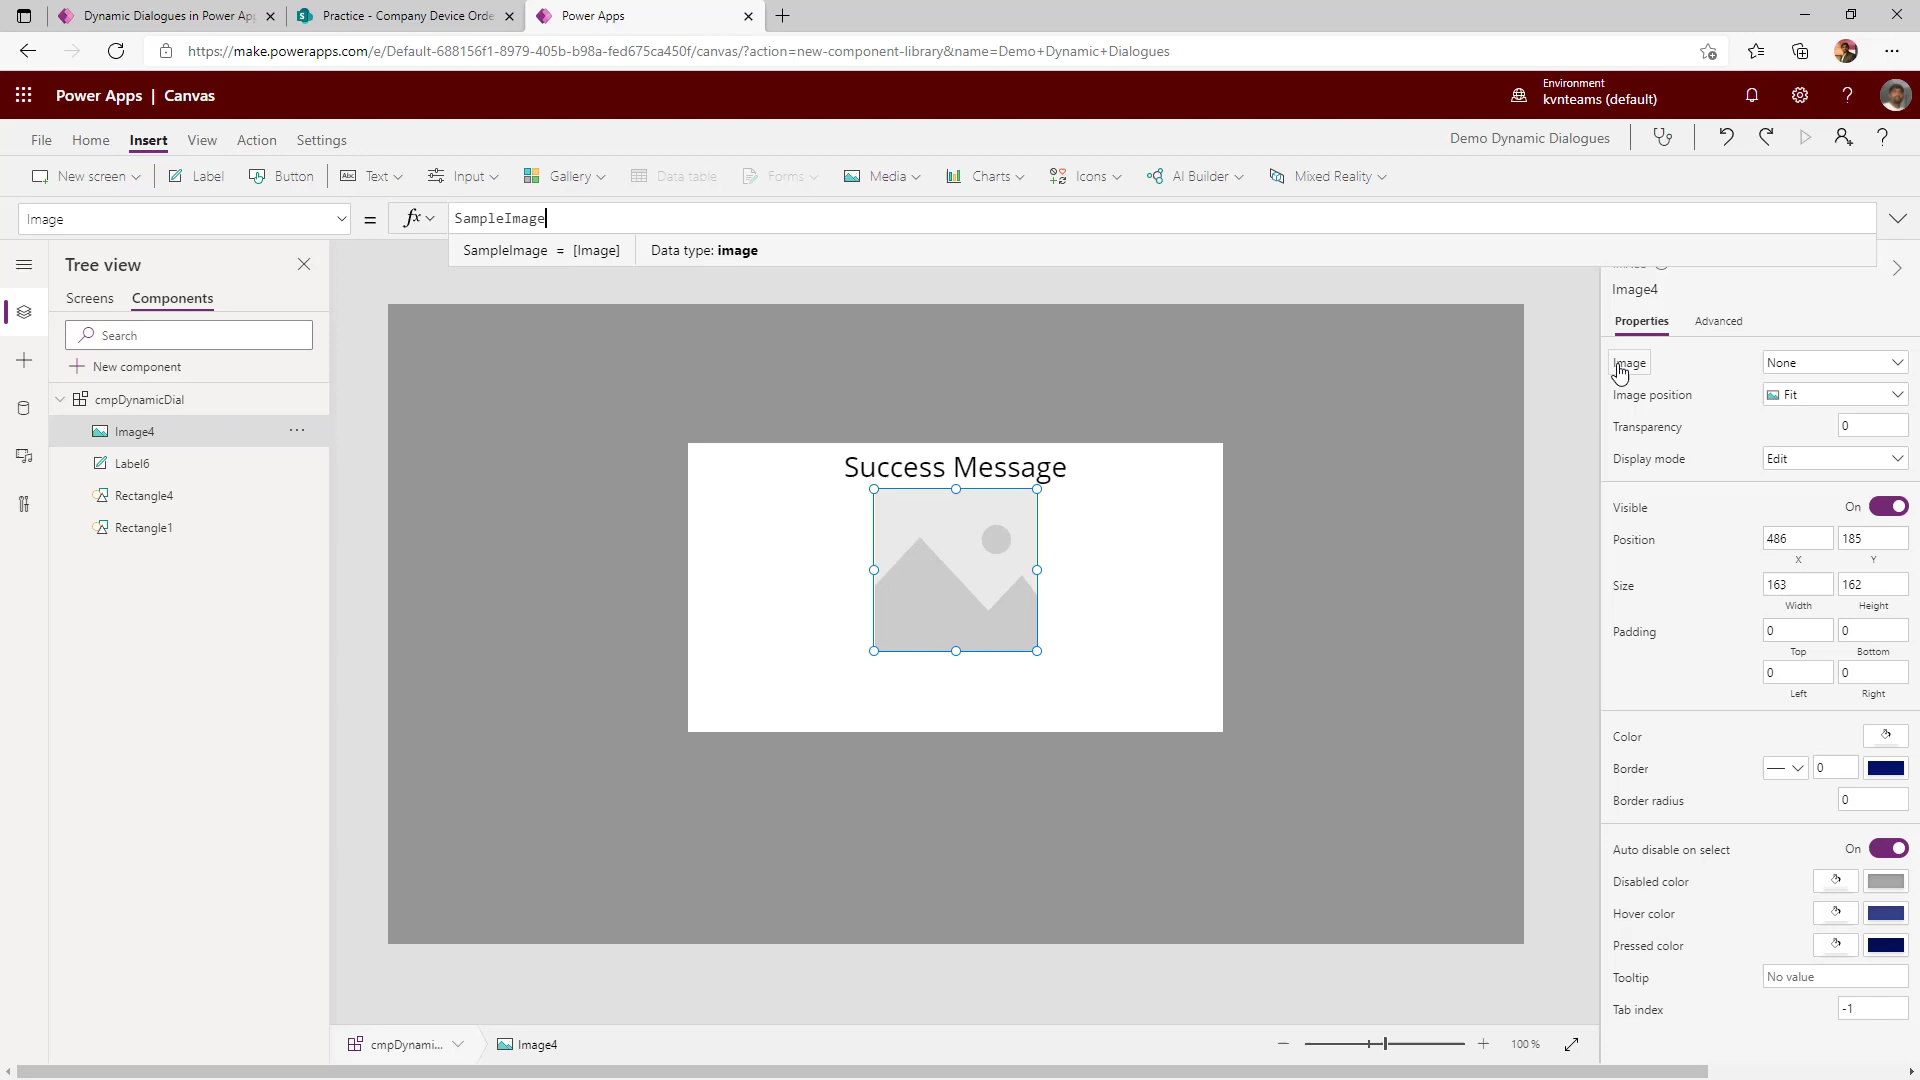 Dynamic Dialogues in Power Ap
Practice - Company Device Orde
Power Apps
https://make.powerapps.com/e/Default-688156f1-8979-405b-b98a-fed675ca450f/canvas/?action=new-component-library&name=Demo+Dynamic+Dialogues
Power Apps | Canvas
Environment
kvnteams (default)
File Home Insert View Action Settings
Demo Dynamic Dialogues
New screen Label Button Text Input Gallery Data table Forms Media Charts Icons AI Builder Mixed Reality
Image = fx SampleImage
SampleImage = [Image] Data type: image
Tree view
Screens Components
Search
New component
cmpDynamicDial
Image4
Label6
Rectangle4
Rectangle1
Success Message
Image4
Properties Advanced
Image None
Image position Fit
Transparency 0
Display mode Edit
Visible On
Position 486 185
X Y
Size 163 162
Width Height
Padding 0 0
Top Bottom
0 0
Left Right
Color
Border 0
Border radius 0
Auto disable on select On
Disabled color
Hover color
Pressed color
Tooltip No value
Tab index -1
cmpDynami... Image4
100 %